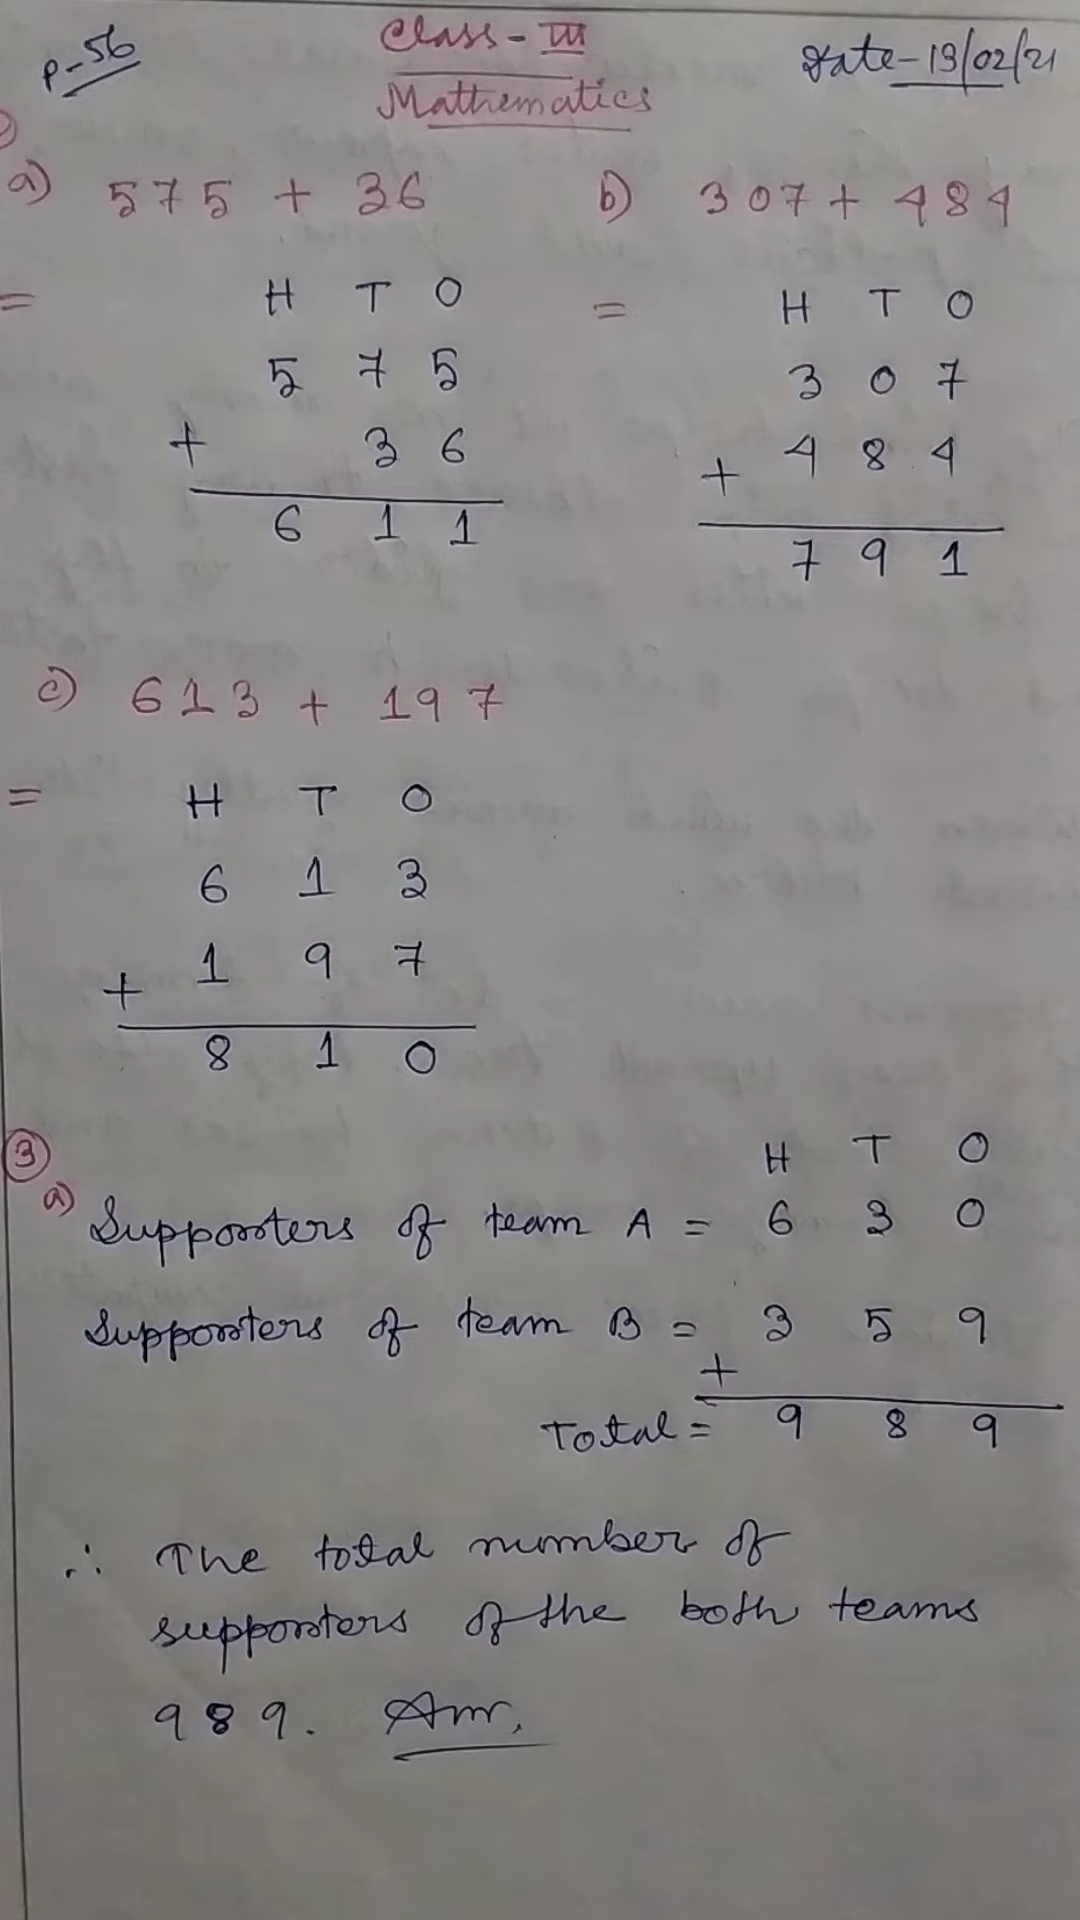 P-56
Class-III
Date-19/02/21
Mathematics
a) 575 + 36
b) 307 + 484
= H T O
5 7 5
+ 3 6
6 1 1
= H T O
3 0 7
+ 4 8 4
7 9 1
c) 613 + 197
= H T O
6 1 3
+ 1 9 7
8 1 0
3
H T O
a) Supporters of team A = 6 3 0
Supporters of team B = 3 5 9
+
Total = 9 8 9
∴ The total number of
supporters of the both teams
989. Ans.